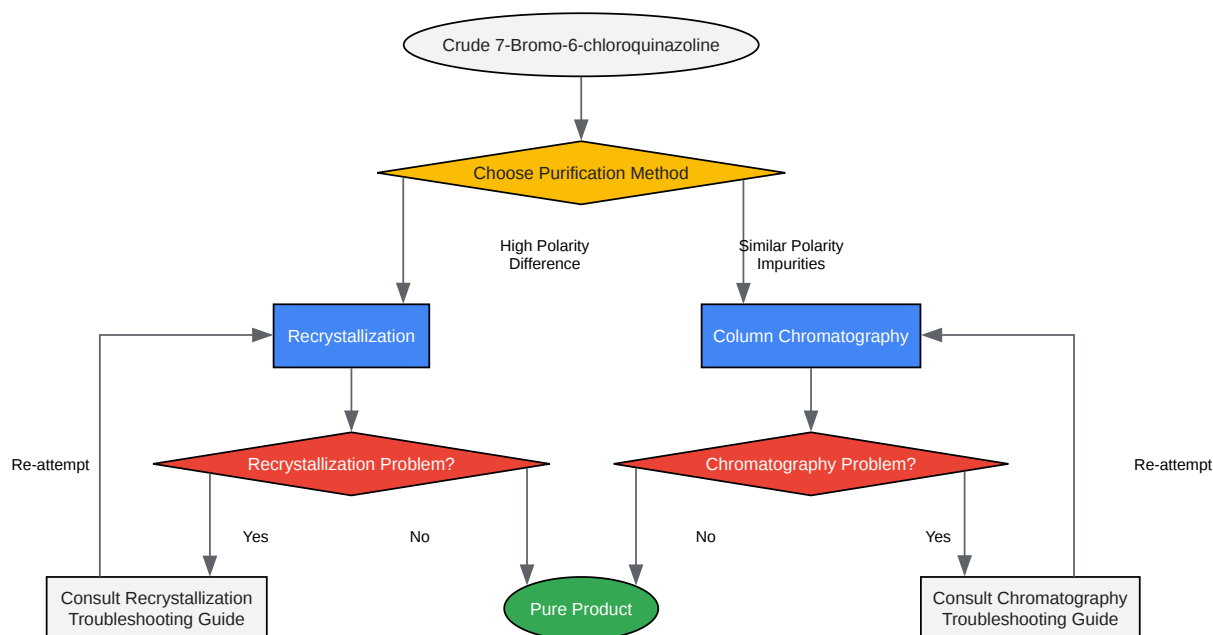 Crude 7-Bromo-6-chloroquinazoline
Choose Purification Method
High Polarity
Difference
Similar Polarity
Impurities
Recrystallization
Column Chromatography
Re-attempt
Recrystallization Problem?
Chromatography Problem?
Re-attempt
Yes
No
No
Yes
Consult Recrystallization
Troubleshooting Guide
Pure Product
Consult Chromatography
Troubleshooting Guide